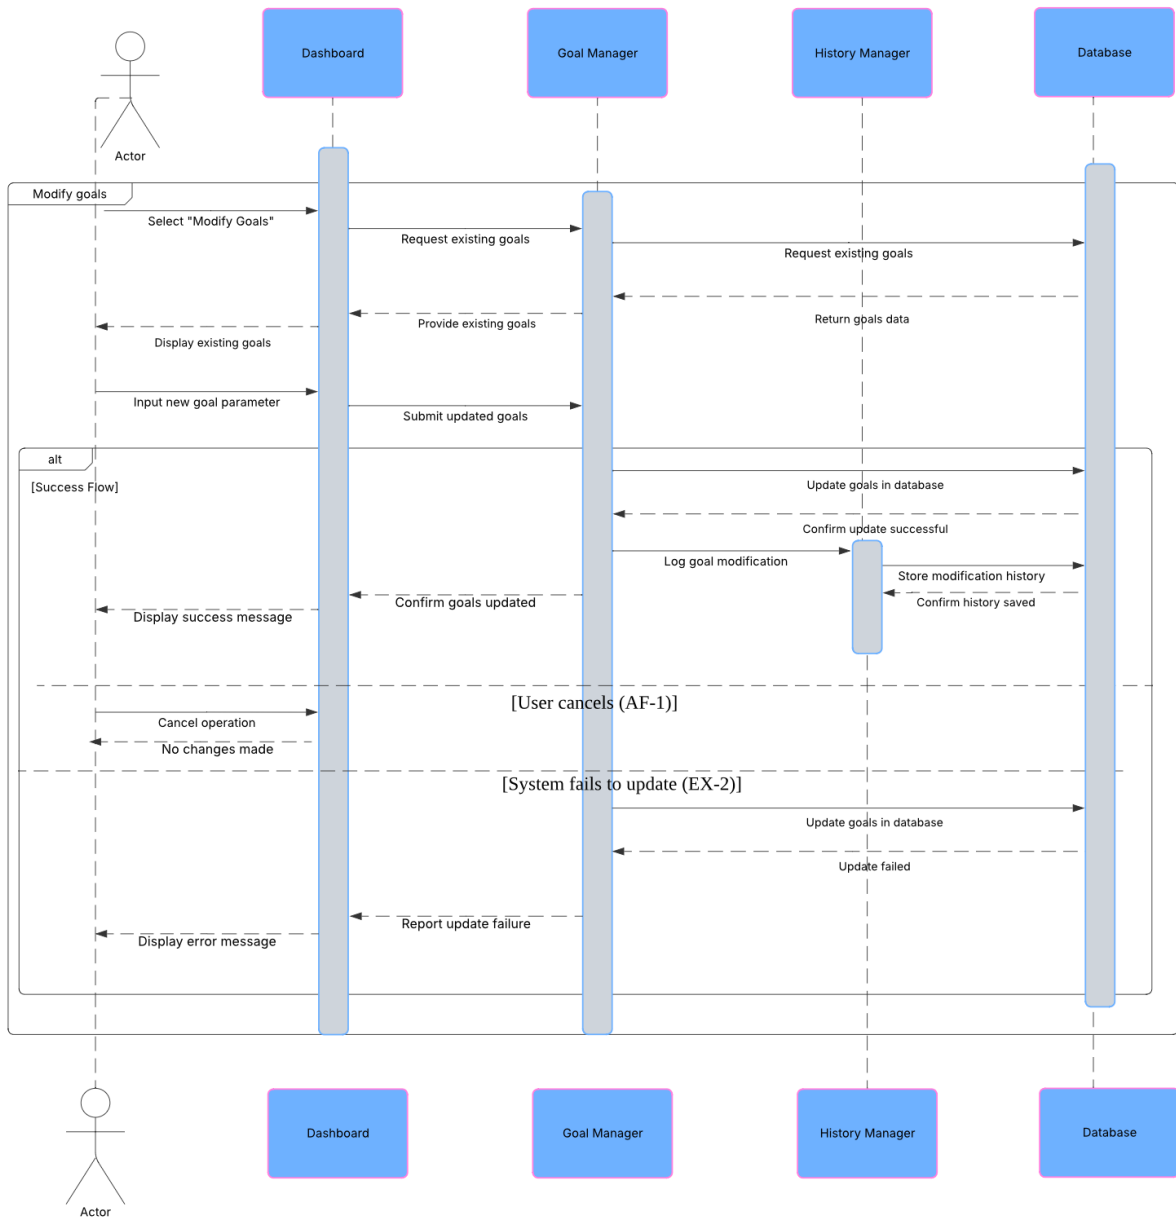 Dashboard
Goal Manager
History Manager
Database
Actor
Modify goals
Select "Modify Goals"
Request existing goals
Request existing goals
Return goals data
Provide existing goals
Display existing goals
Input new goal parameter
Submit updated goals
alt
[Success Flow]
Update goals in database
Confirm update successful
Log goal modification
Store modification history
Confirm history saved
Confirm goals updated
Display success message
[User cancels (AF-1)]
Cancel operation
No changes made
[System fails to update (EX-2)]
Update goals in database
Update failed
Report update failure
Display error message
Dashboard
Goal Manager
History Manager
Database
Actor